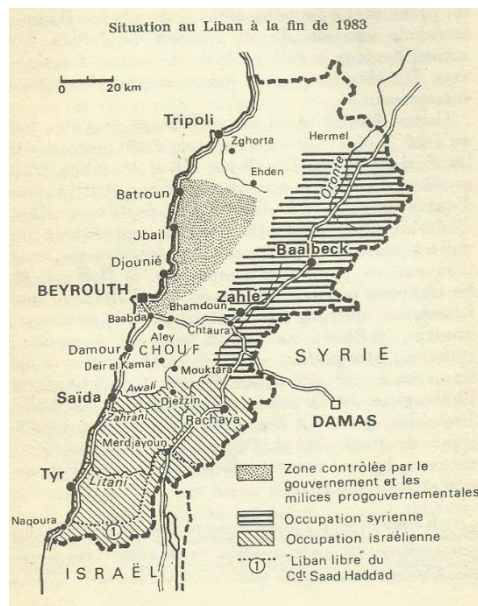 Situation au Liban à la fin de 1983
0 20 km
Tripoli
Zghorta
Hermel
Ehden
Oronte
Batroun
Jbail
Baalbeck
Djounié
BEYROUTH
Zahlé
Bhamdoun
Baabda
Chtaura
Aley
Damour
CHOUF
SYRIE
Deir el Kamar
Mouktara
Awali
Saïda
Djezzin
DAMAS
Zahrani
Rachaya
Merdjayoun
Tyr
Litani
Naqoura
1
ISRAËL
Zone contrôlée par le
gouvernement et les
milices progouvernementales
Occupation syrienne
Occupation israélienne
1 "Liban libre" du
Cdt Saad Haddad